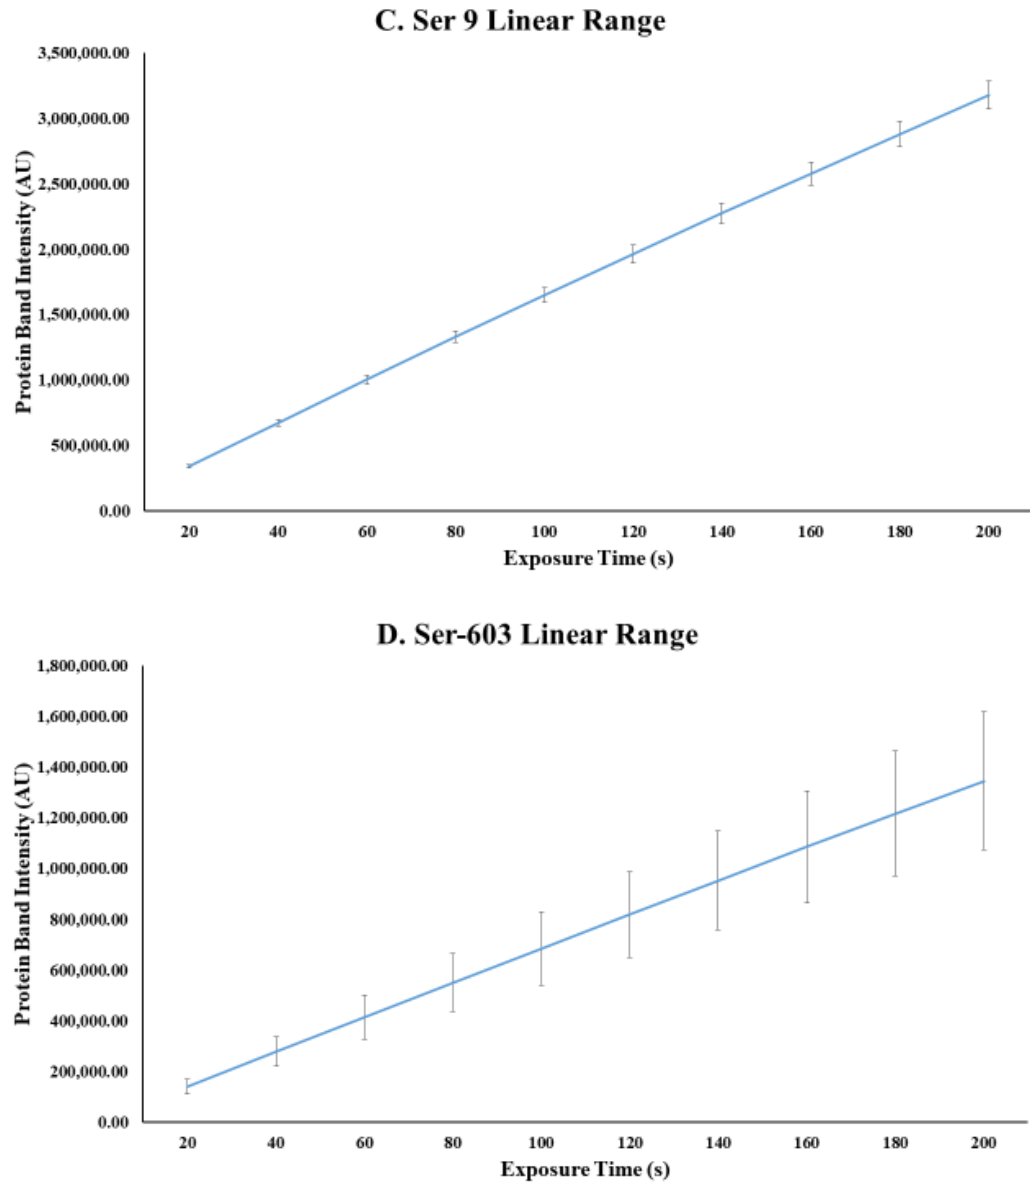 C. Ser 9 Linear Range
3,500,000.00
3,000,000.00
2,500,000.00
2,000,000.00
1,500,000.00
1,000,000.00
500,000.00
0.00
Protein Band Intensity (AU)
20 40 60 80 100 120 140 160 180 200
Exposure Time (s)
D. Ser-603 Linear Range
1,800,000.00
1,600,000.00
1,400,000.00
1,200,000.00
1,000,000.00
800,000.00
600,000.00
400,000.00
200,000.00
0.00
Protein Band Intensity (AU)
20 40 60 80 100 120 140 160 180 200
Exposure Time (s)